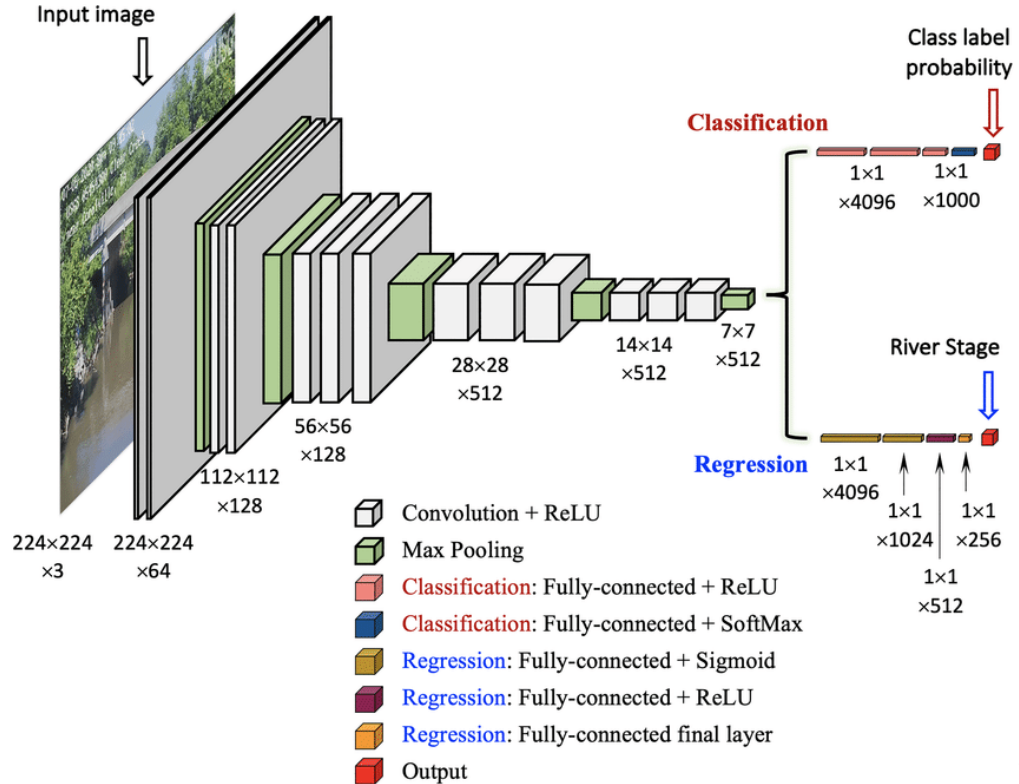 Input image
Class label
probability
Classification
1×1
×4096
1×1
×1000
River Stage
Regression
1×1
×4096
1×1
×1024
1×1
×512
1×1
×256
224×224
×3
224×224
×64
112×112
×128
56×56
×128
28×28
×512
14×14
×512
7×7
×512
Convolution + ReLU
Max Pooling
Classification: Fully-connected + ReLU
Classification: Fully-connected + SoftMax
Regression: Fully-connected + Sigmoid
Regression: Fully-connected + ReLU
Regression: Fully-connected final layer
Output